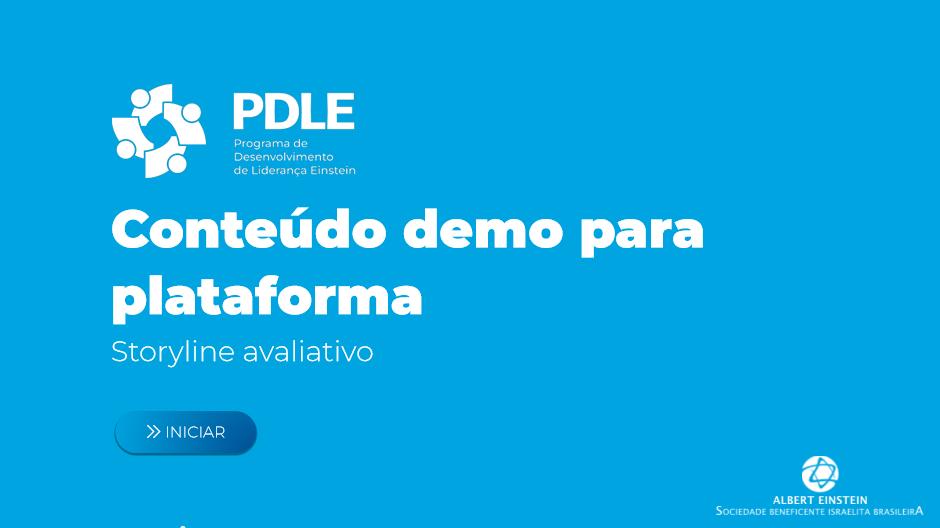 PDLE
Programa de
Desenvolvimento
de Liderança Einstein
Conteúdo demo para
plataforma
Storyline avaliativo
INICIAR
ALBERT EINSTEIN
SOCIEDADE BENEFICENTE ISRAELITA BRASILEIRA